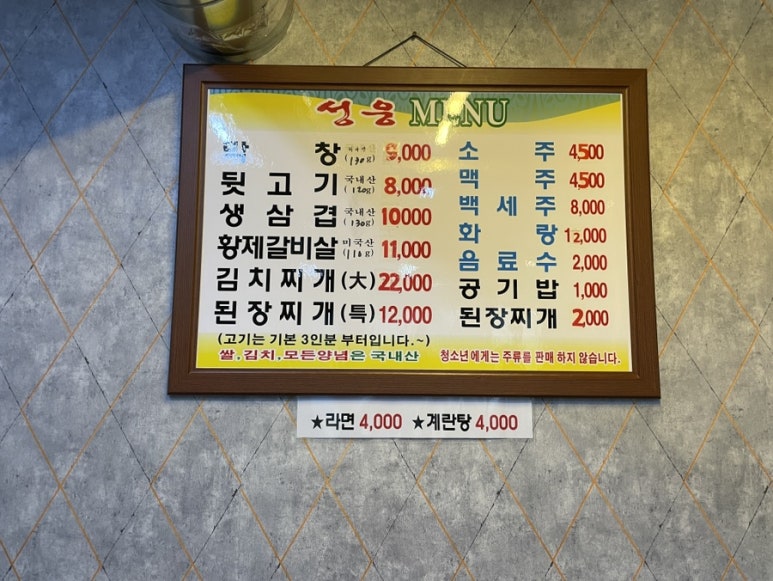 성웅 MENU
막 창 (130g) 9,000
뒷 고 기 국내산 (120g) 8,000
생 삼 겹 국내산 (130g) 10000
황제갈비살 미국산 11,000
김 치 찌 개 (大) 22,000
된 장 찌 개 (특) 12,000
(고기는 기본 3인분 부터입니다.~)
쌀,김치,모든양념은 국내산
소 주 4,500
맥 주 4,500
백 세 주 8,000
화 랑 12,000
음 료 수 2,000
공 기 밥 1,000
된장찌개 2,000
청소년에게는 주류를 판매 하지 않습니다.
★라면 4,000 ★계란탕 4,000